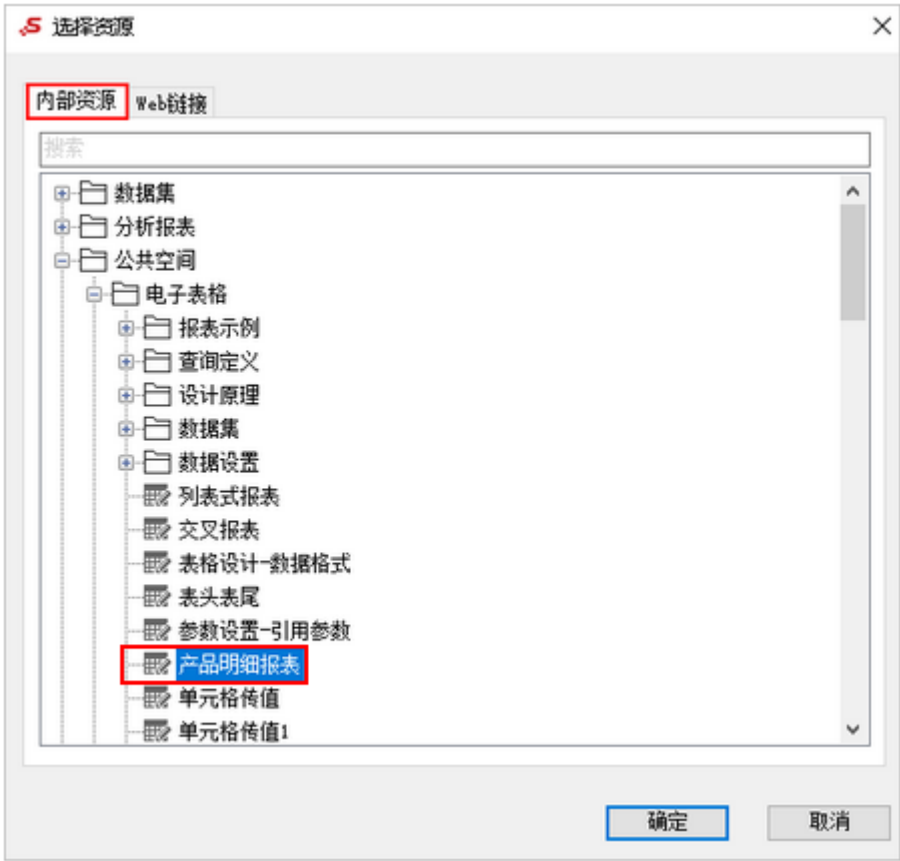 选择资源
内部资源 Web链接
搜索
数据集
分析报表
公共空间
电子表格
报表示例
查询定义
设计原理
数据集
数据设置
列表式报表
交叉报表
表格设计-数据格式
表头表尾
参数设置-引用参数
产品明细报表
单元格传值
单元格传值1
确定 取消